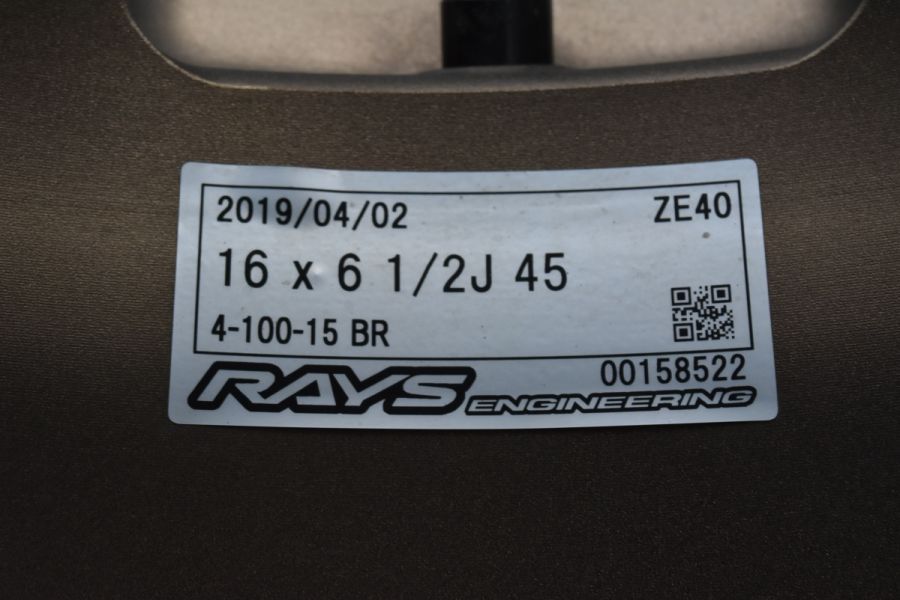 2019/04/02 ZE40
16 x 6 1/2J 45
4-100-15 BR
00158522
RAYS ENGINEERING